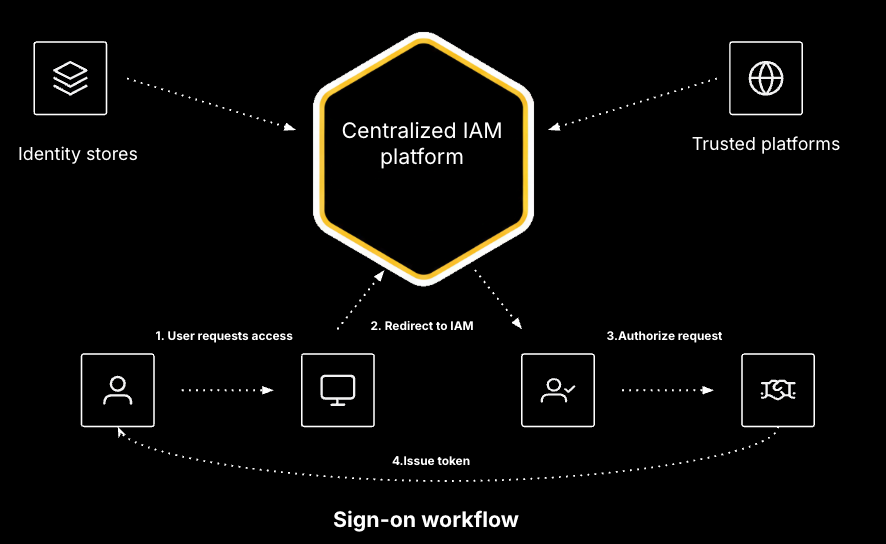 Centralized IAM
platform
Identity stores
Trusted platforms
1. User requests access
2. Redirect to IAM
3.Authorize request
4.Issue token
Sign-on workflow